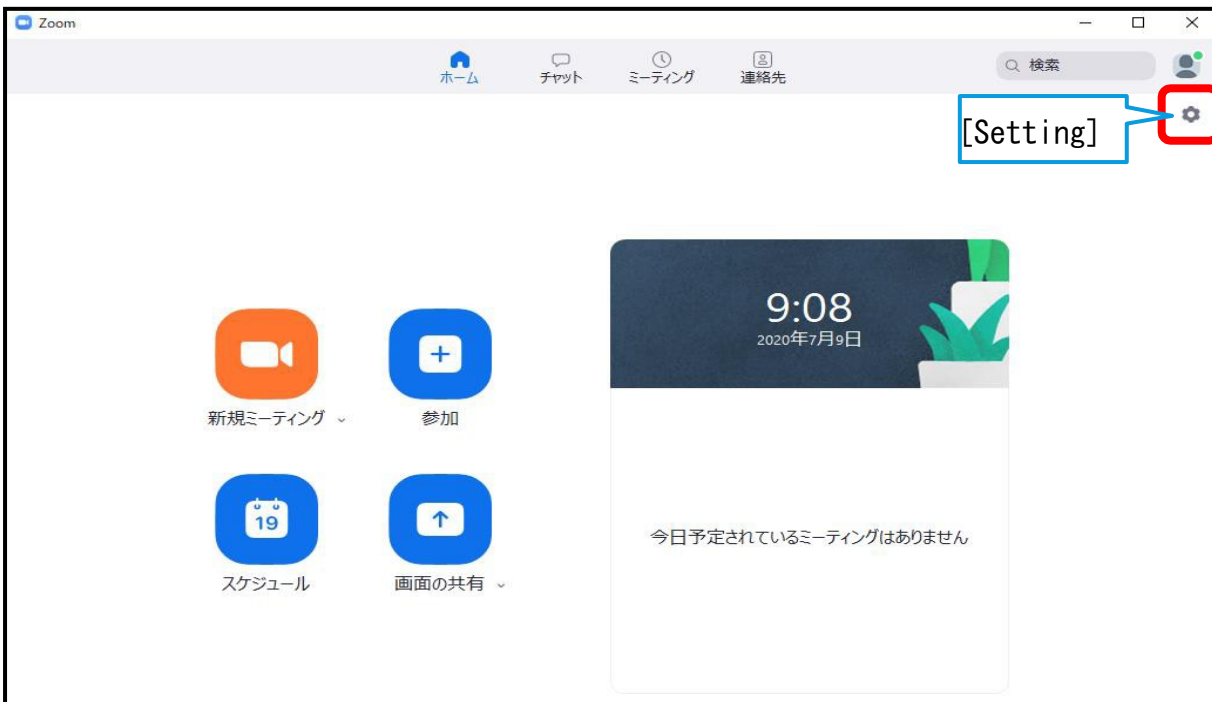 Zoom
ホーム
チャット
ミーティング
連絡先
検索
[Setting]
9:08
2020年7月9日
新規ミーティング
参加
19
スケジュール
画面の共有
今日予定されているミーティングはありません